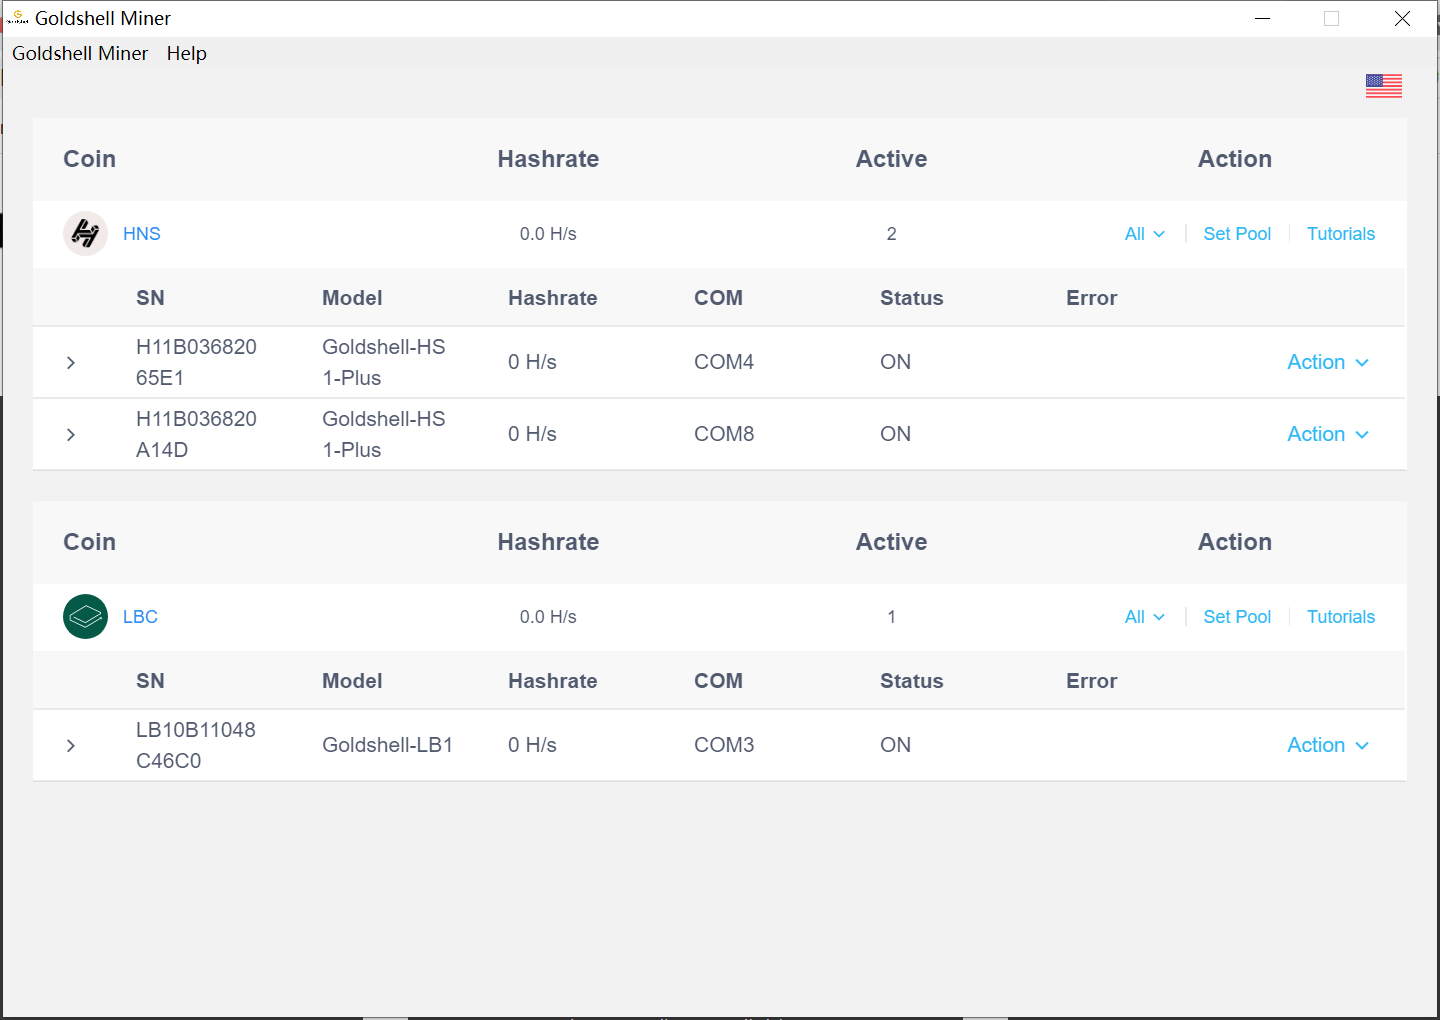 Goldshell Miner
Goldshell Miner Help
Coin Hashrate Active Action
HNS 0.0 H/s 2 All Set Pool Tutorials
SN Model Hashrate COM Status Error
H11B036820 Goldshell-HS
65E1 1-Plus 0 H/s COM4 ON Action
H11B036820 Goldshell-HS
A14D 1-Plus 0 H/s COM8 ON Action
Coin Hashrate Active Action
LBC 0.0 H/s 1 All Set Pool Tutorials
SN Model Hashrate COM Status Error
LB10B11048
C46C0 Goldshell-LB1 0 H/s COM3 ON Action